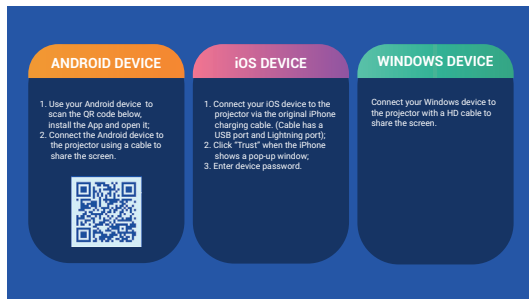 ANDROID DEVICE
1. Use your Android device to
scan the QR code below,
install the App and open it;
2. Connect the Android device to
the projector using a cable to
share the screen.
iOS DEVICE
1. Connect your iOS device to the
projector via the original iPhone
charging cable. (Cable has a
USB port and Lightning port);
2. Click “Trust” when the iPhone
shows a pop-up window;
3. Enter device password.
WINDOWS DEVICE
Connect your Windows device to
the projector with a HD cable to
share the screen.